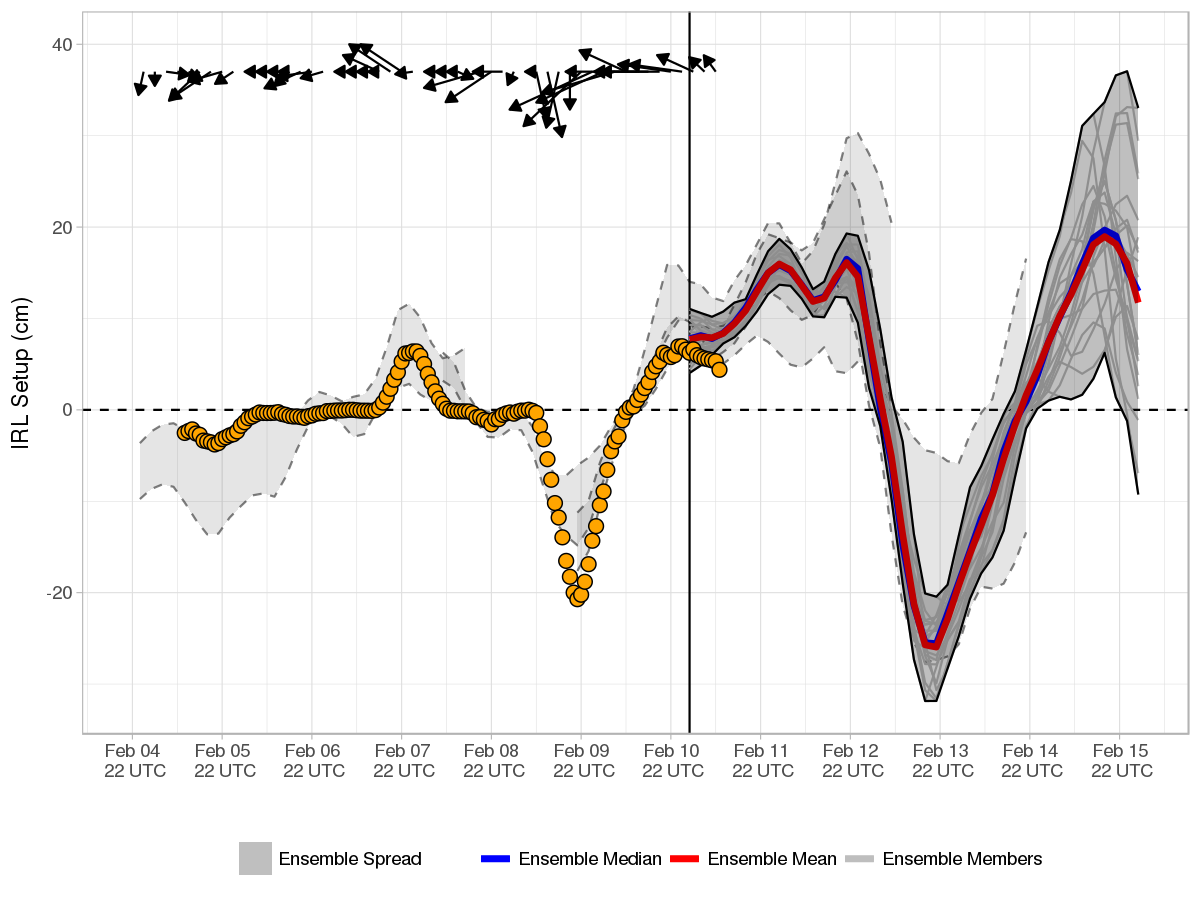 IRL Setup (cm)
40
20
0
-20
Feb 04 Feb 05 Feb 06 Feb 07 Feb 08 Feb 09 Feb 10 Feb 11 Feb 12 Feb 13 Feb 14 Feb 15
22 UTC 22 UTC 22 UTC 22 UTC 22 UTC 22 UTC 22 UTC 22 UTC 22 UTC 22 UTC 22 UTC 22 UTC
Ensemble Spread Ensemble Median Ensemble Mean Ensemble Members